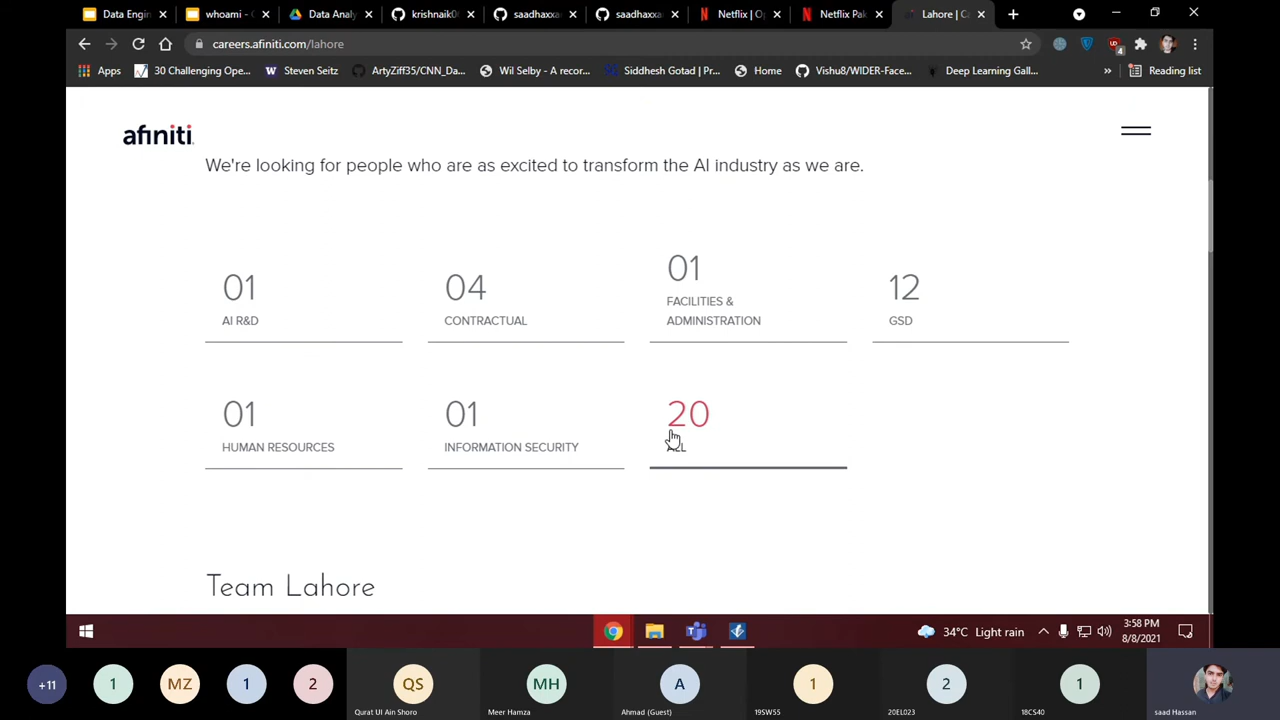 Data Engin
whoami - G
Data Analy
krishnaik0
saadhaxxa
saadhaxxa
Netflix | O
Netflix Pak
Lahore | C
careers.afiniti.com/lahore
4
Apps
30 Challenging Ope...
Steven Seitz
ArtyZiff35/CNN_Da...
Wil Selby - A recor...
Siddhesh Gotad | Pr...
Home
Vishu8/WIDER-Face...
Deep Learning Gall...
»
Reading list
afiniti
We're looking for people who are as excited to transform the AI industry as we are.
01
AI R&D
04
CONTRACTUAL
01
FACILITIES &
ADMINISTRATION
12
GSD
01
HUMAN RESOURCES
01
INFORMATION SECURITY
20
ALL
Team Lahore
34°C Light rain
3:58 PM
8/8/2021
+11
1
MZ
1
2
QS
Qurat Ul Ain Shoro
MH
Meer Hamza
A
Ahmad (Guest)
1
19SW55
2
20EL023
1
18CS40
saad Hassan